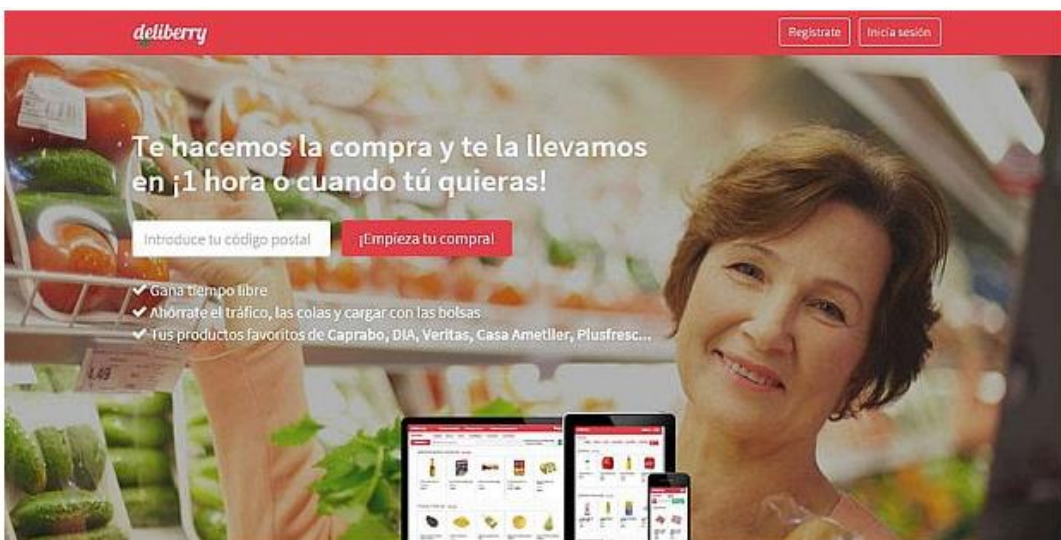 deliberry
Regístrate
Inicia sesión
Te hacemos la compra y te la llevamos
en ¡1 hora o cuando tú quieras!
Introduce tu código postal
¡Empieza tu compra!
Gana tiempo libre
Ahórrate el tráfico, las colas y cargar con las bolsas
Tus productos favoritos de Caprabo, DIA, Veritas, Casa Ametller, Plusfresc...
4,49